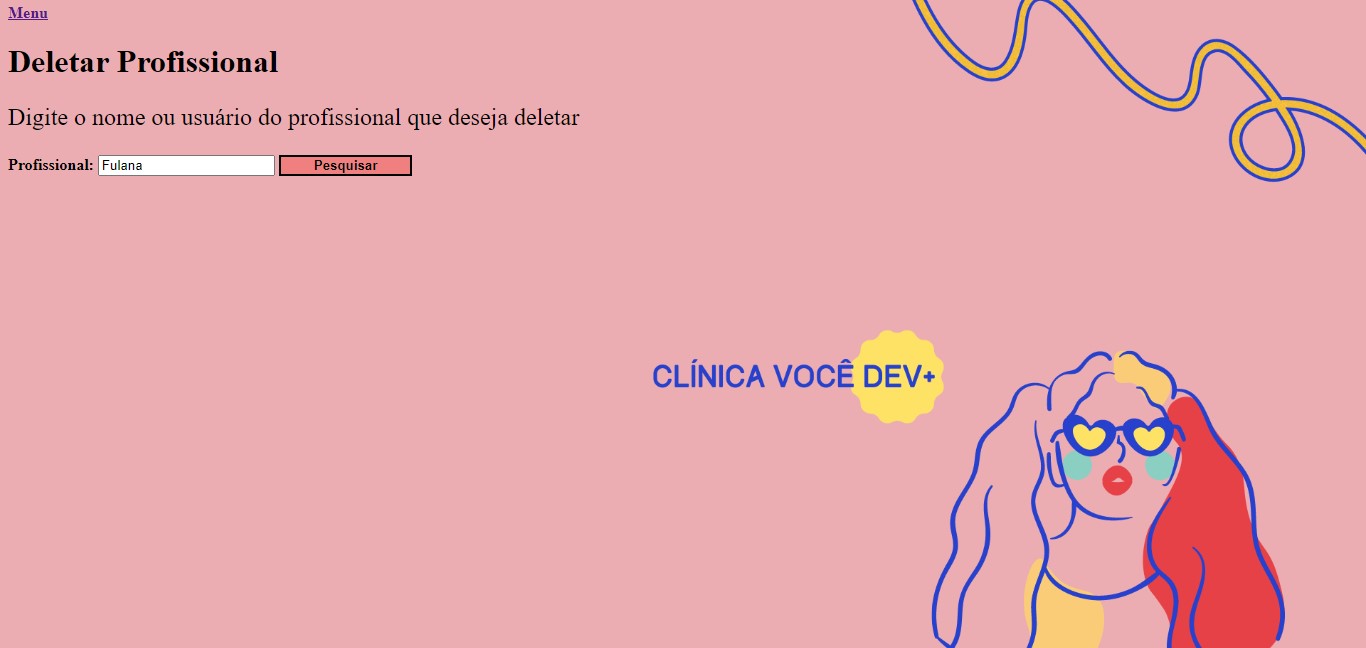 Menu
Deletar Profissional
Digite o nome ou usuário do profissional que deseja deletar
Profissional: Fulana Pesquisar
CLÍNICA VOCÊ DEV+